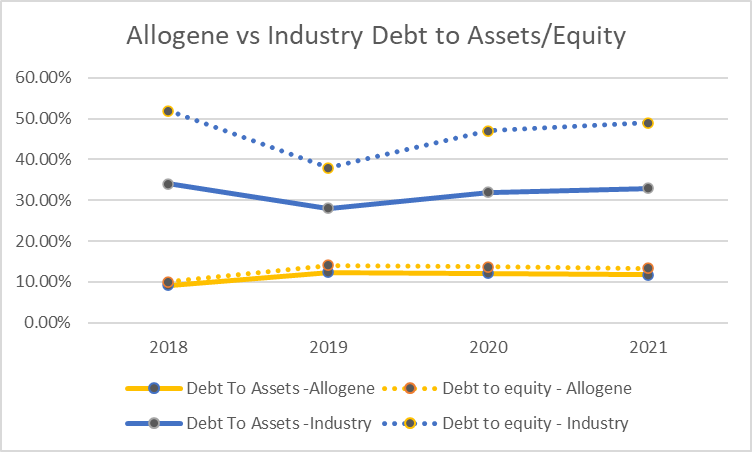 Allogene vs Industry Debt to Assets/Equity
60.00%
50.00%
40.00%
30.00%
20.00%
10.00%
0.00%
2018 2019 2020 2021
Debt To Assets -Allogene Debt to equity - Allogene
Debt To Assets -Industry Debt to equity - Industry